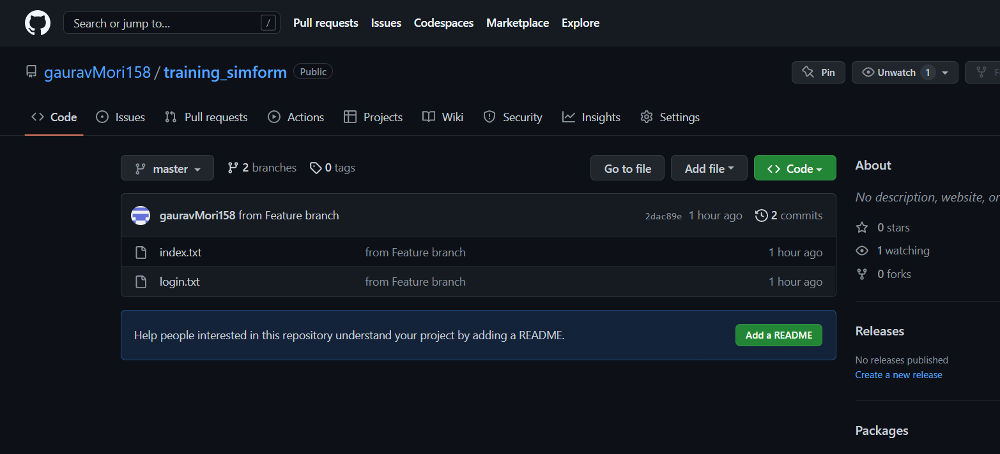 Search or jump to... /
Pull requests Issues Codespaces Marketplace Explore
gauravMori158 / training_simform Public
Pin Unwatch 1
Code Issues Pull requests Actions Projects Wiki Security Insights Settings
master 2 branches 0 tags Go to file Add file Code
gauravMori158 from Feature branch 2dac89e 1 hour ago 2 commits
index.txt from Feature branch 1 hour ago
login.txt from Feature branch 1 hour ago
Help people interested in this repository understand your project by adding a README. Add a README
About
No description, website, or
0 stars
1 watching
0 forks
Releases
No releases published
Create a new release
Packages